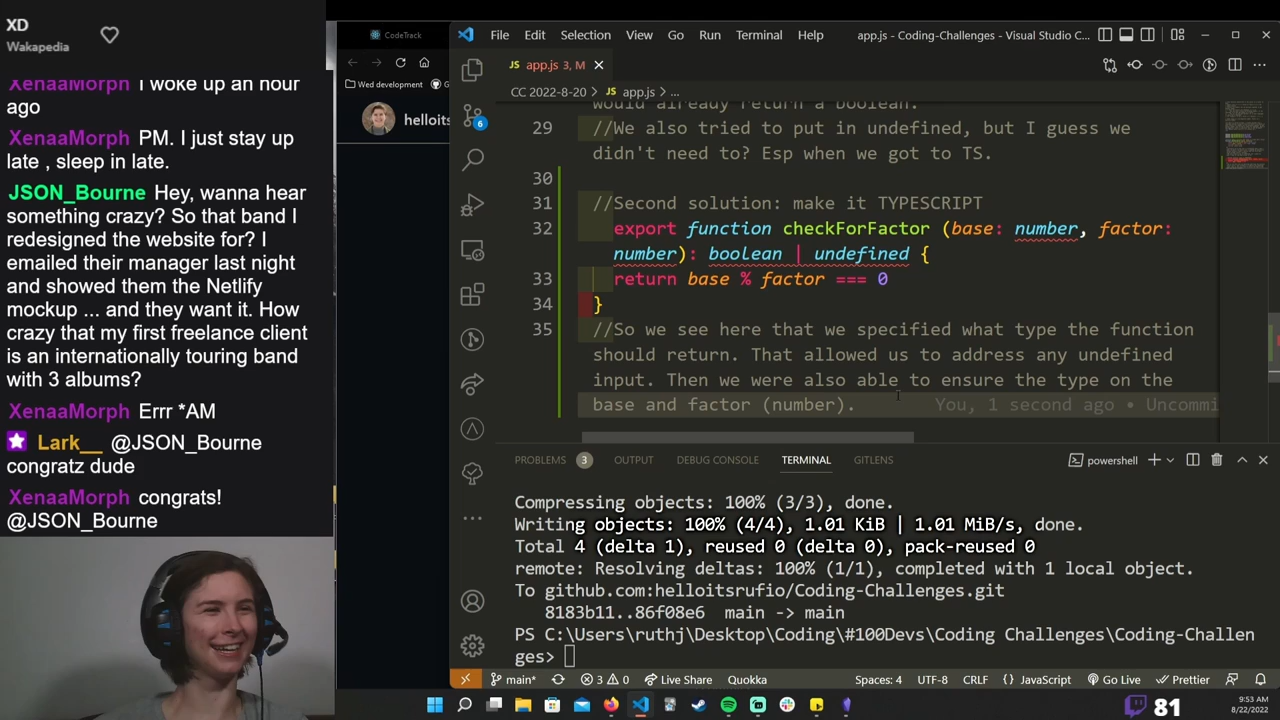 XD
Wakapedia
XenaaMorph I woke up an hour
ago
XenaaMorph PM. I just stay up
late , sleep in late.
JSON_Bourne Hey, wanna hear
something crazy? So that band I
redesigned the website for? I
emailed their manager last night
and showed them the Netlify
mockup ... and they want it. How
crazy that my first freelance client
is an internationally touring band
with 3 albums?
XenaaMorph Errr *AM
Lark__ @JSON_Bourne
congratz dude
XenaaMorph congrats!
@JSON_Bourne
CodeTrack
Wed development
helloits
File Edit Selection View Go Run Terminal Help
app.js - Coding-Challenges - Visual Studio C...
app.js 3, M
CC 2022-8-20 > app.js > ...
would already return a boolean.
29 //We also tried to put in undefined, but I guess we
didn't need to? Esp when we got to TS.
30
31 //Second solution: make it TYPESCRIPT
32 export function checkForFactor (base: number, factor:
number): boolean | undefined {
33 return base % factor === 0
34 }
35 //So we see here that we specified what type the function
should return. That allowed us to address any undefined
input. Then we were also able to ensure the type on the
base and factor (number). You, 1 second ago • Uncommi
6
PROBLEMS 3 OUTPUT DEBUG CONSOLE TERMINAL GITLENS
powershell
Compressing objects: 100% (3/3), done.
Writing objects: 100% (4/4), 1.01 KiB | 1.01 MiB/s, done.
Total 4 (delta 1), reused 0 (delta 0), pack-reused 0
remote: Resolving deltas: 100% (1/1), completed with 1 local object.
To github.com:helloitsrufio/Coding-Challenges.git
8183b11..86f08e6 main -> main
PS C:\Users\ruthj\Desktop\Coding\#100Devs\Coding Challenges\Coding-Challen
ges>
main* 3 0 Live Share Quokka Spaces: 4 UTF-8 CRLF { } JavaScript Go Live Prettier
81
9:53 AM
8/22/2022